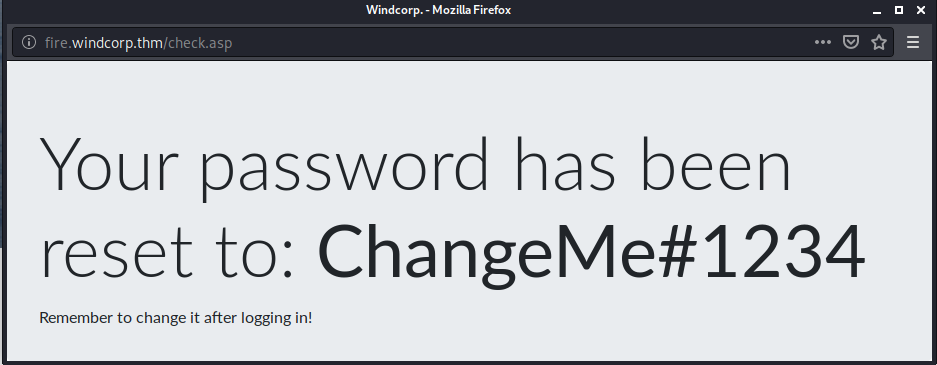 Windcorp. - Mozilla Firefox
fire.windcorp.thm/check.asp
Your password has been
reset to: ChangeMe#1234
Remember to change it after logging in!